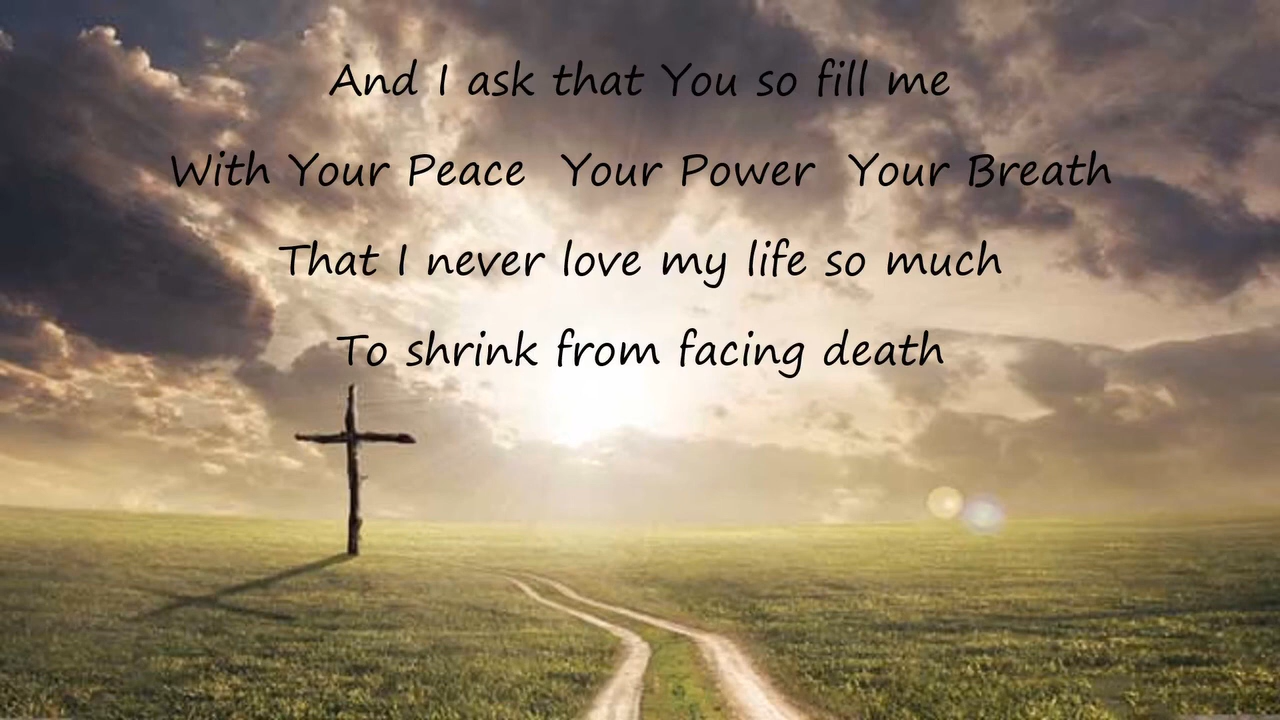 And I ask that You so fill me
With Your Peace  Your Power  Your Breath
That I never love my life so much
To shrink from facing death